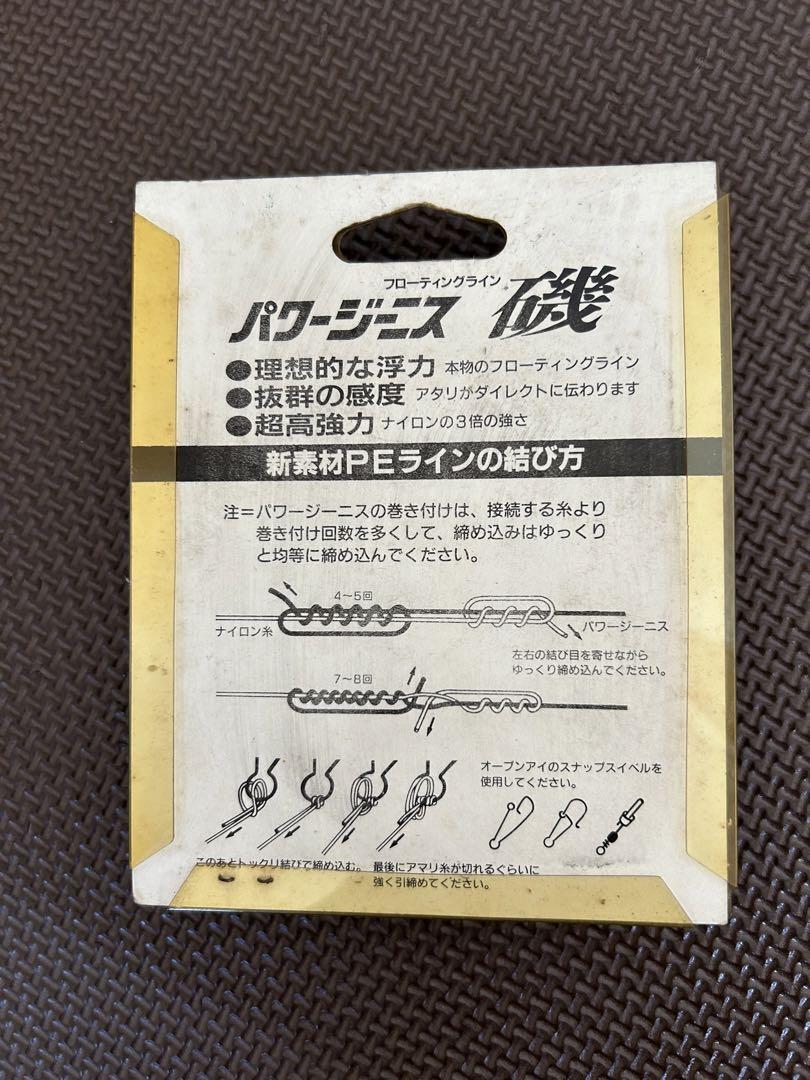 フローティングライン
パワージーニス 磯
●理想的な浮力 本物のフローティングライン
●抜群の感度 アタリがダイレクトに伝わります
●超高強力 ナイロンの3倍の強さ
新素材PEラインの結び方
注=パワージーニスの巻き付けは、接続する糸より
巻き付け回数を多くして、締め込みはゆっくり
と均等に締め込んでください。
4~5回
ナイロン糸
パワージーニス
左右の結び目を寄せながら
ゆっくり締め込んでください。
7~8回
オープンアイのスナップスイベルを
使用してください。
このあとトックリ結びで締め込む。
最後にアマリ糸が切れるぐらいに
強く引締めてください。